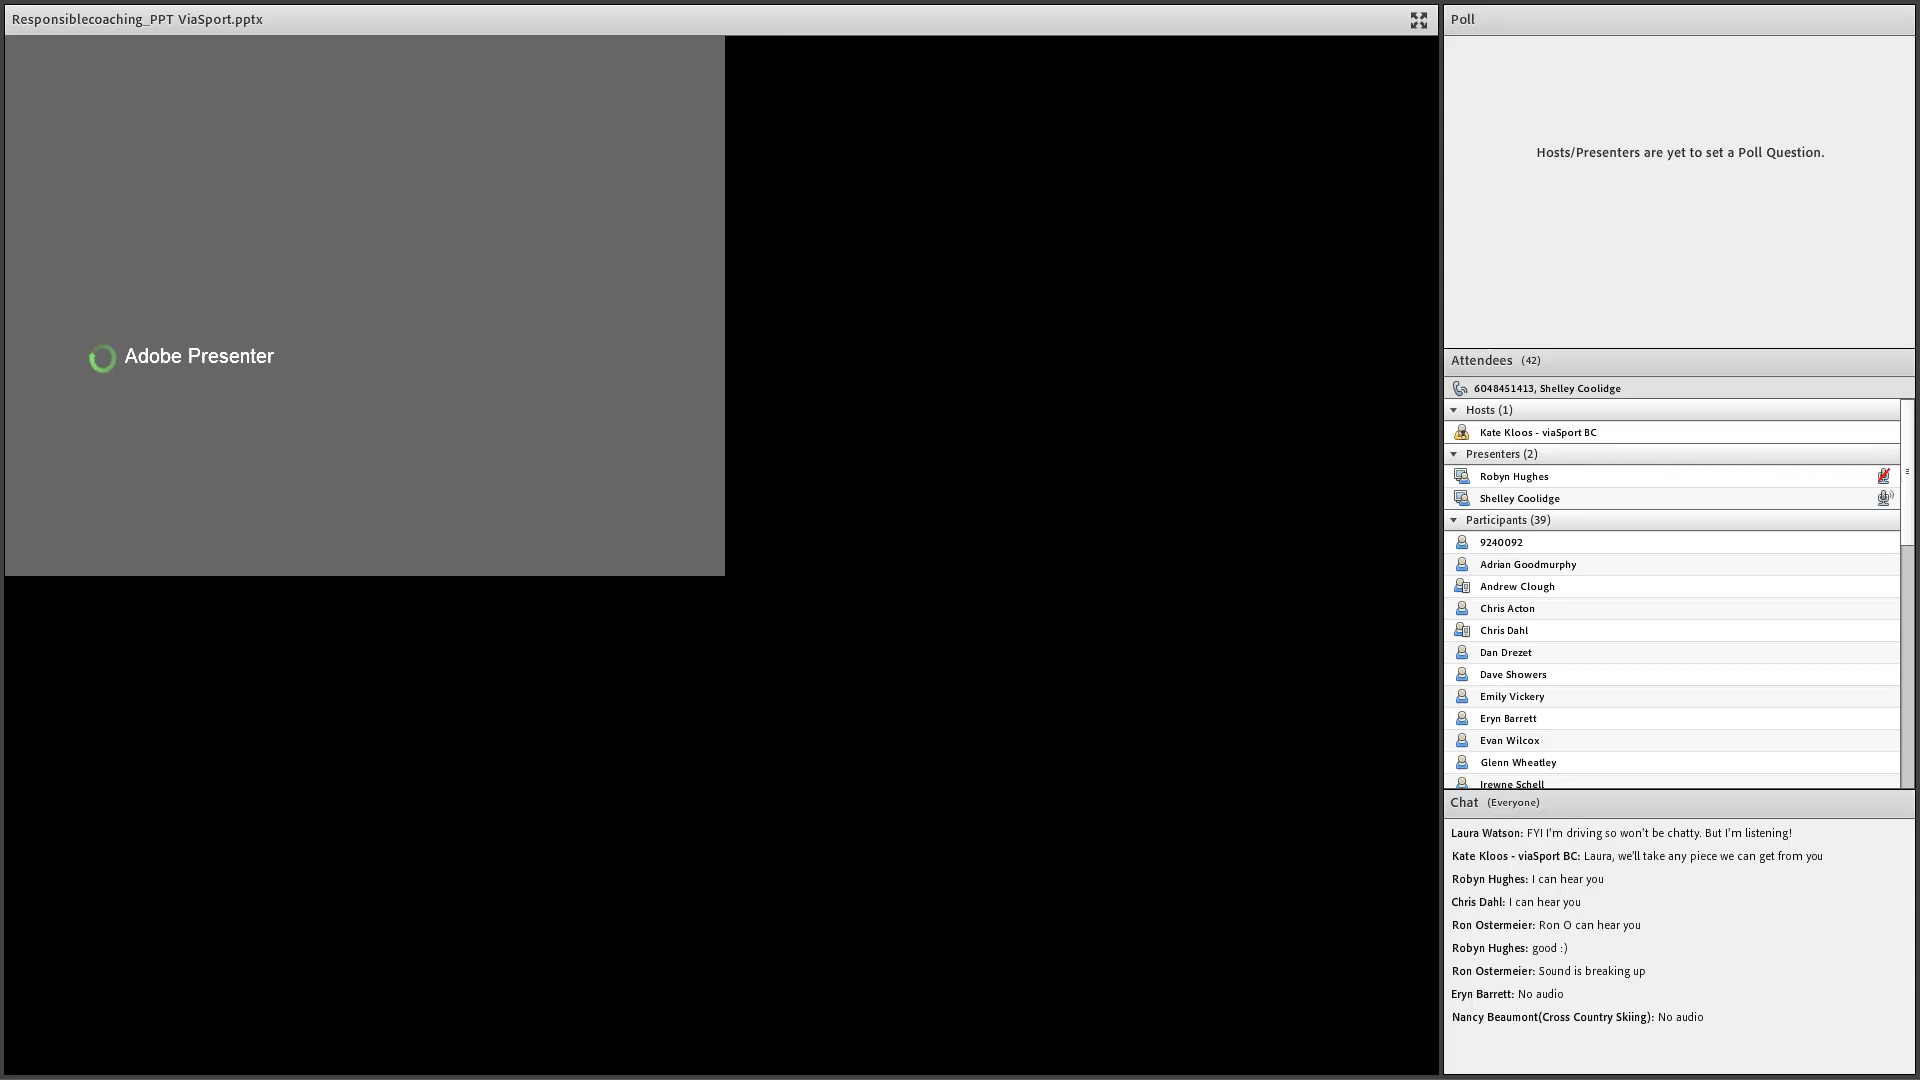 Responsiblecoaching_PPT ViaSport.pptx
Adobe Presenter
Poll
Hosts/Presenters are yet to set a Poll Question.
Attendees (42)
6048451413, Shelley Coolidge
Hosts (1)
Kate Kloos - viaSport BC
Presenters (2)
Robyn Hughes
Shelley Coolidge
Participants (39)
9240092
Adrian Goodmurphy
Andrew Clough
Chris Acton
Chris Dahl
Dan Drezet
Dave Showers
Emily Vickery
Eryn Barrett
Evan Wilcox
Glenn Wheatley
Irewne Schell
Chat (Everyone)
Laura Watson: FYI I'm driving so won't be chatty. But I'm listening!
Kate Kloos - viaSport BC: Laura, we'll take any piece we can get from you
Robyn Hughes: I can hear you
Chris Dahl: I can hear you
Ron Ostermeier: Ron O can hear you
Robyn Hughes: good :)
Ron Ostermeier: Sound is breaking up
Eryn Barrett: No audio
Nancy Beaumont(Cross Country Skiing): No audio